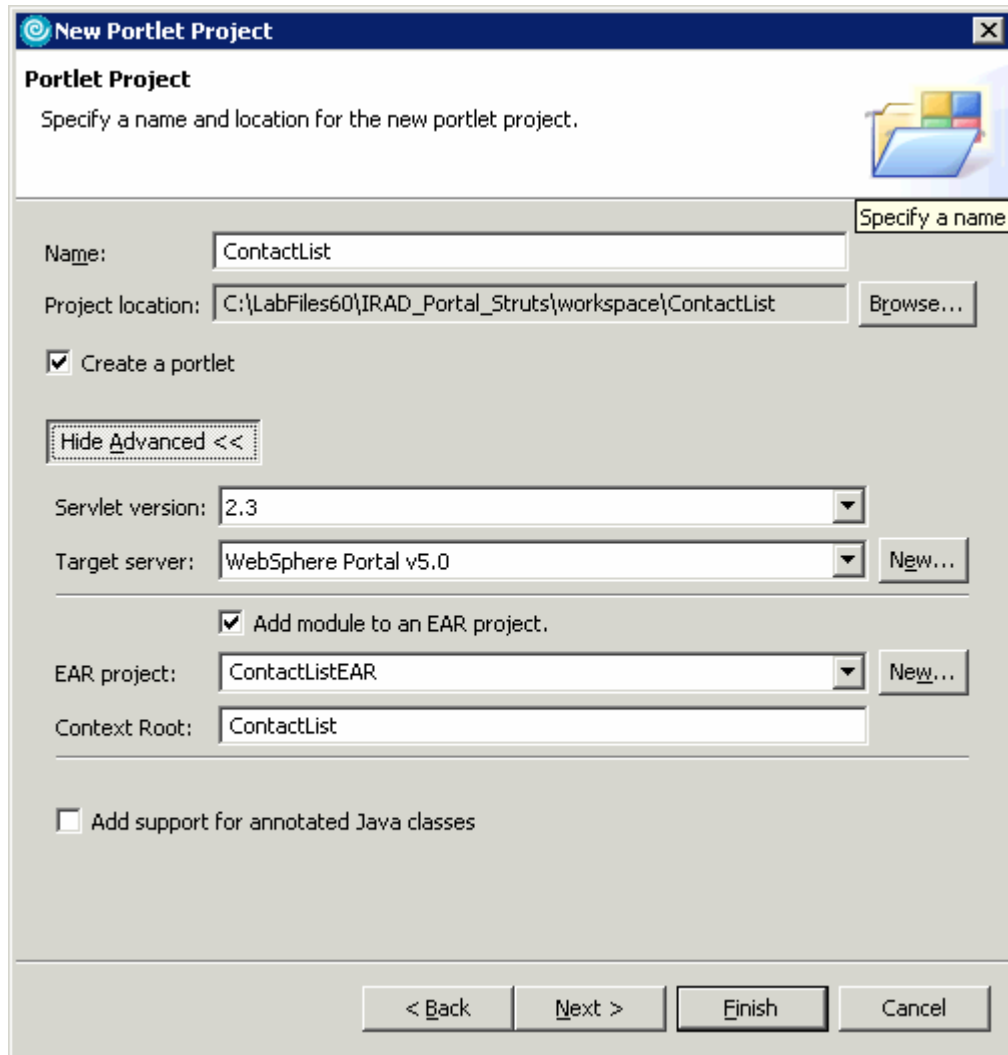 New Portlet Project
Portlet Project
Specify a name and location for the new portlet project.
Specify a name
Name: ContactList
Project location: C:\LabFiles60\IRAD_Portal_Struts\workspace\ContactList Browse...
Create a portlet
Hide Advanced <<
Servlet version: 2.3
Target server: WebSphere Portal v5.0 New...
Add module to an EAR project.
EAR project: ContactListEAR New...
Context Root: ContactList
Add support for annotated Java classes
< Back Next > Finish Cancel